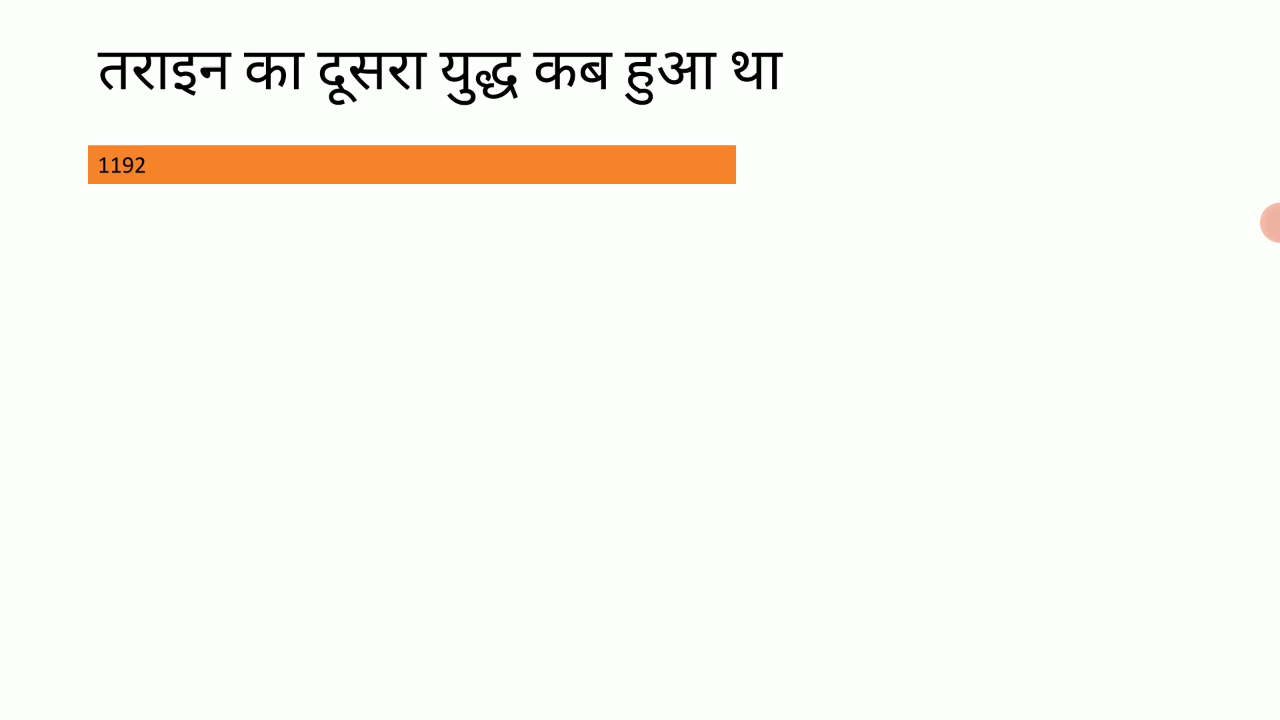 तराइन का दूसरा युद्ध कब हुआ था
1192